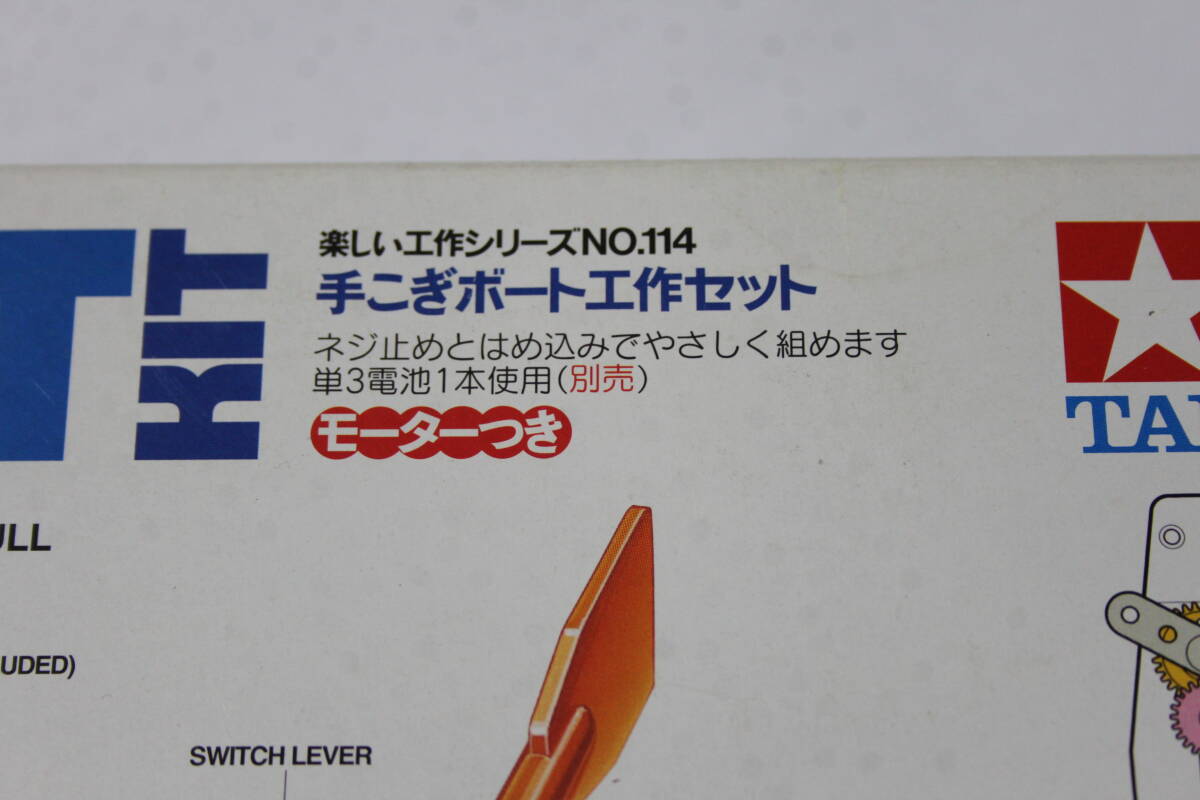 KIT
楽しい工作シリーズNO.114
手こぎボート工作セット
ネジ止めとはめ込みでやさしく組めます
単3電池1本使用(別売)
モーターつき
TA
ULL
UDED)
SWITCH LEVER